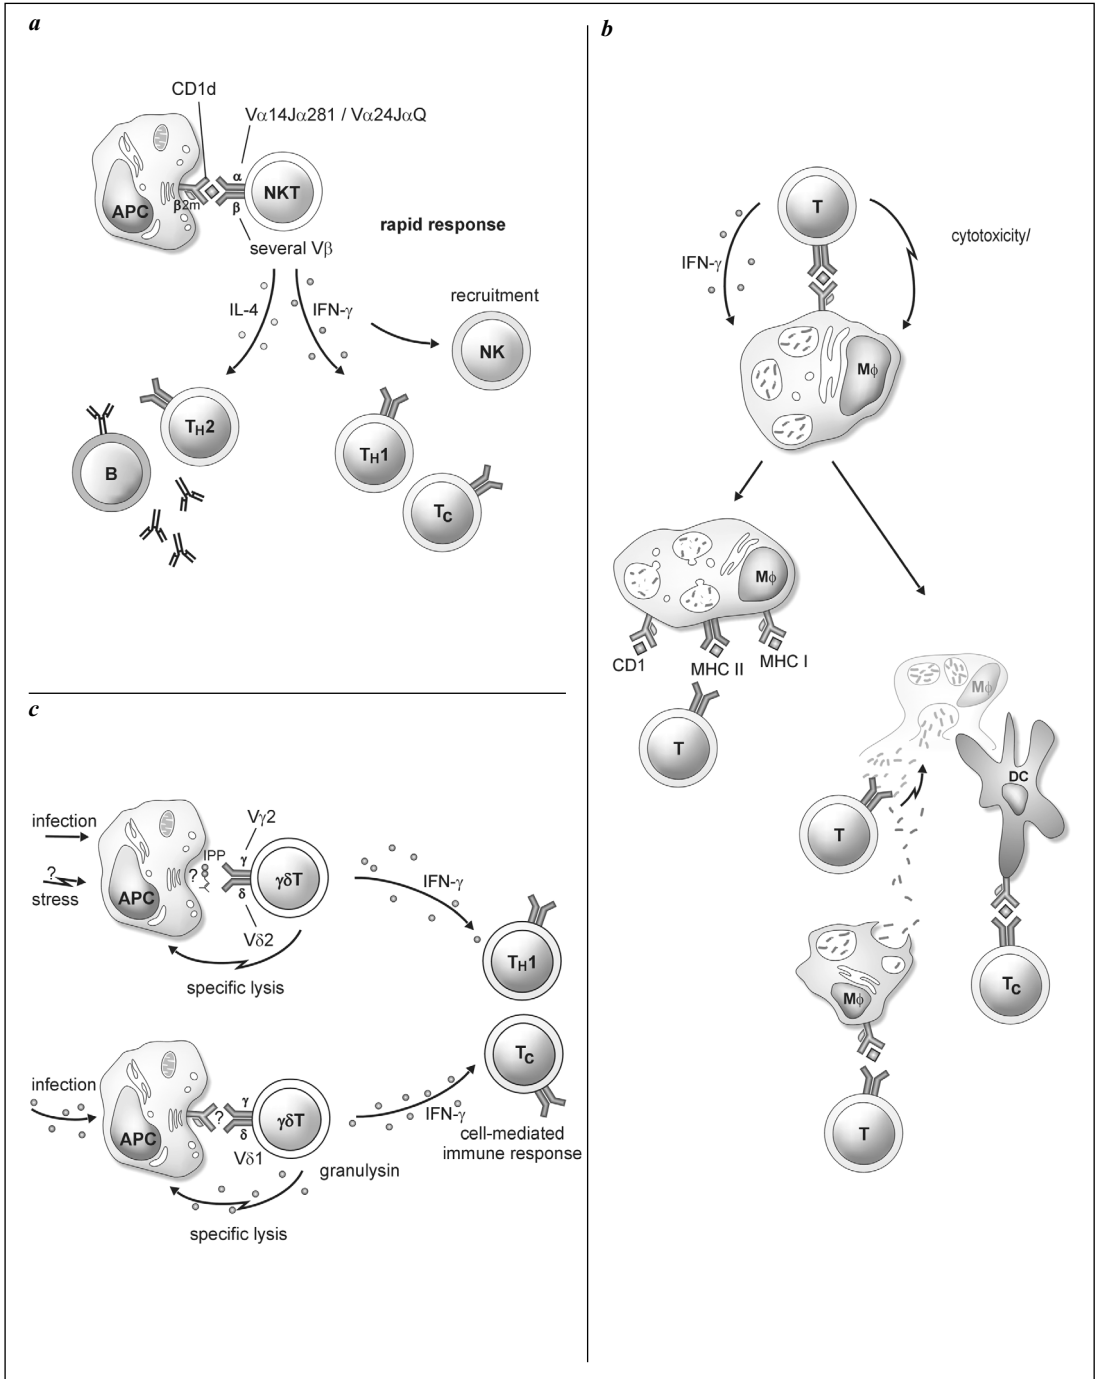 a
CD1d
Vα14Jα281 / Vα24JαQ
α
NKT
APC
β2m
β
rapid response
several Vβ
IL-4
IFN-γ
recruitment
NK
TH2
B
TH1
TC
b
T
IFN-γ
cytotoxicity/
Mϕ
Mϕ
CD1
MHC II
MHC I
T
Mϕ
DC
T
TC
Mϕ
T
c
infection
Vγ2
IPP
γ
?
?
γδT
APC
δ
stress
IFN-γ
Vδ2
TH1
specific lysis
TC
infection
γ
?
γδT
APC
δ
IFN-γ
Vδ1
cell-mediated
immune response
granulysin
specific lysis